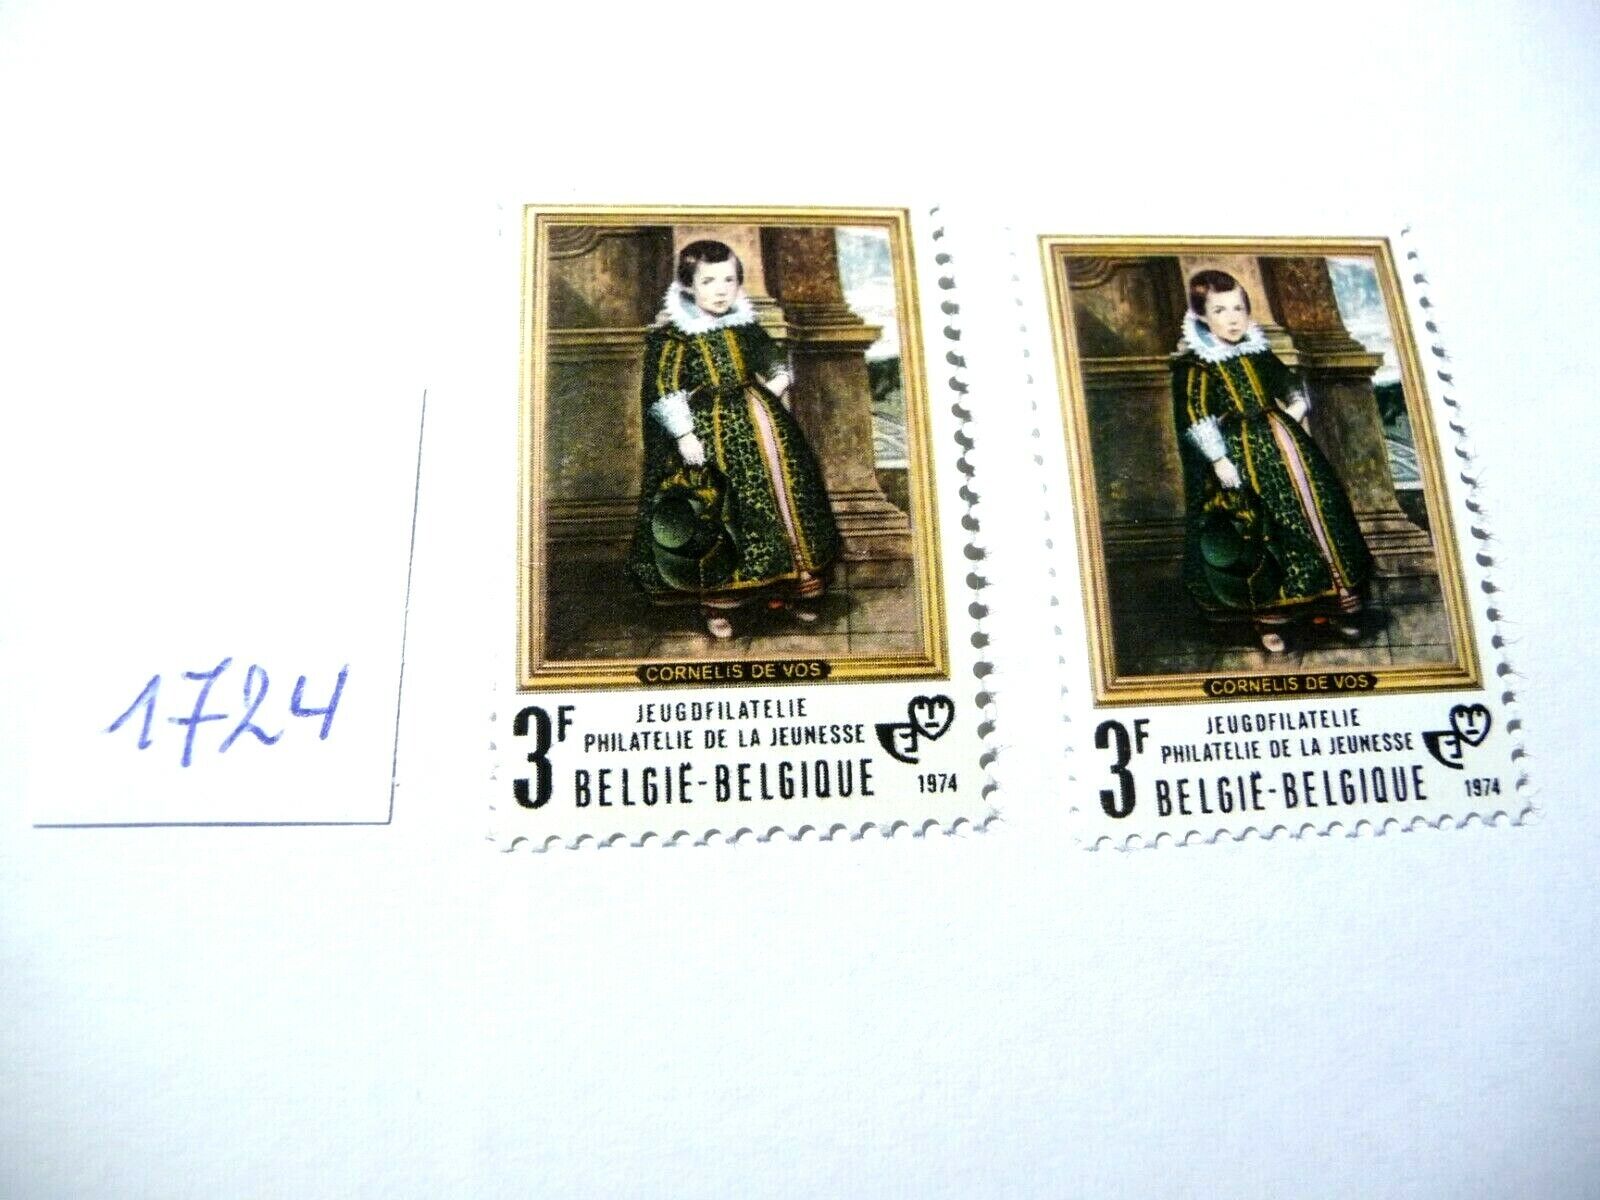 1724
CORNELIS DE VOS
3F
JEUGDFILATELIE
PHILATELIE DE LA JEUNESSE
BELGIË-BELGIQUE
1974
CORNELIS DE VOS
3F
JEUGDFILATELIE
PHILATELIE DE LA JEUNESSE
BELGIË-BELGIQUE
1974